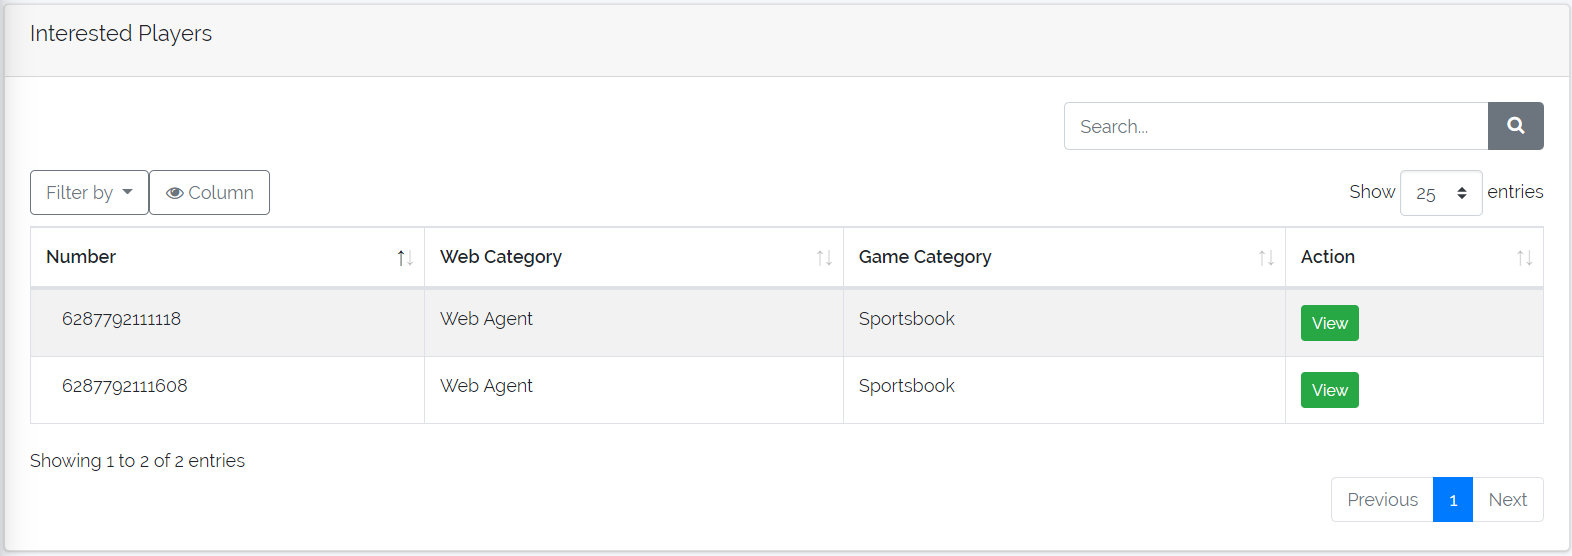 Interested Players
Search...
Filter by
Column
Show 25 entries
Number Web Category Game Category Action
6287792111118 Web Agent Sportsbook View
6287792111608 Web Agent Sportsbook View
Showing 1 to 2 of 2 entries
Previous 1 Next